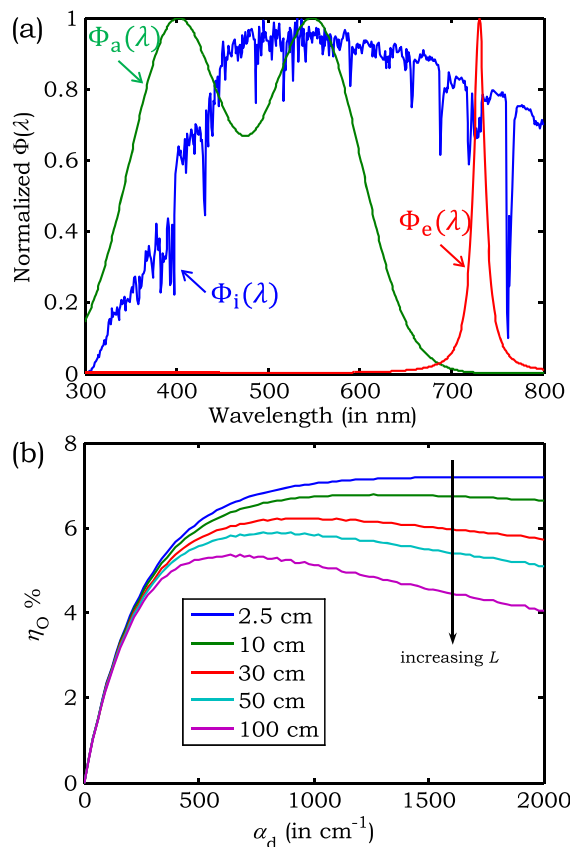 (a)
Φₐ(λ)
Φₑ(λ)
Φᵢ(λ)
Normalized Φ(λ)
1
0.8
0.6
0.4
0.2
0
300 400 500 600 700 800
Wavelength (in nm)
(b)
η_O %
8
6
4
2
0
2.5 cm
10 cm
30 cm
50 cm
100 cm
increasing L
0 500 1000 1500 2000
α_d (in cm⁻¹)